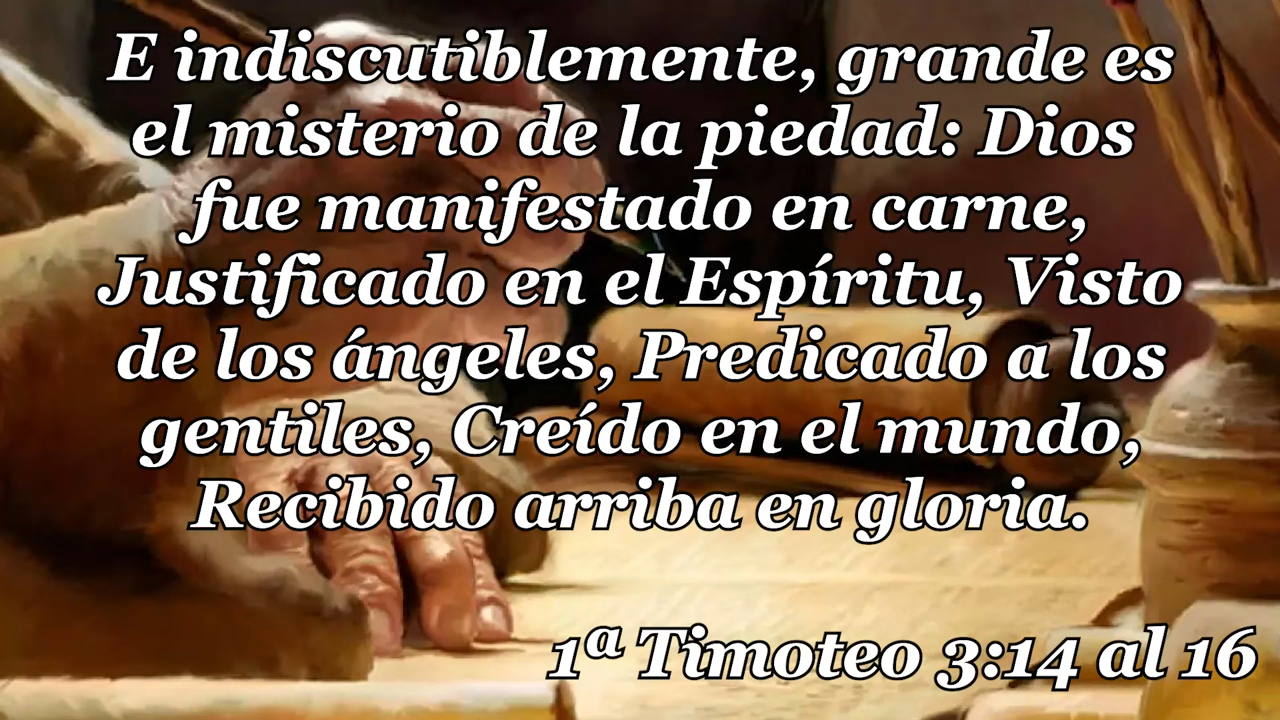 E indiscutiblemente, grande es
el misterio de la piedad: Dios
fue manifestado en carne,
Justificado en el Espíritu, Visto
de los ángeles, Predicado a los
gentiles, Creído en el mundo,
Recibido arriba en gloria.
1ª Timoteo 3:14 al 16